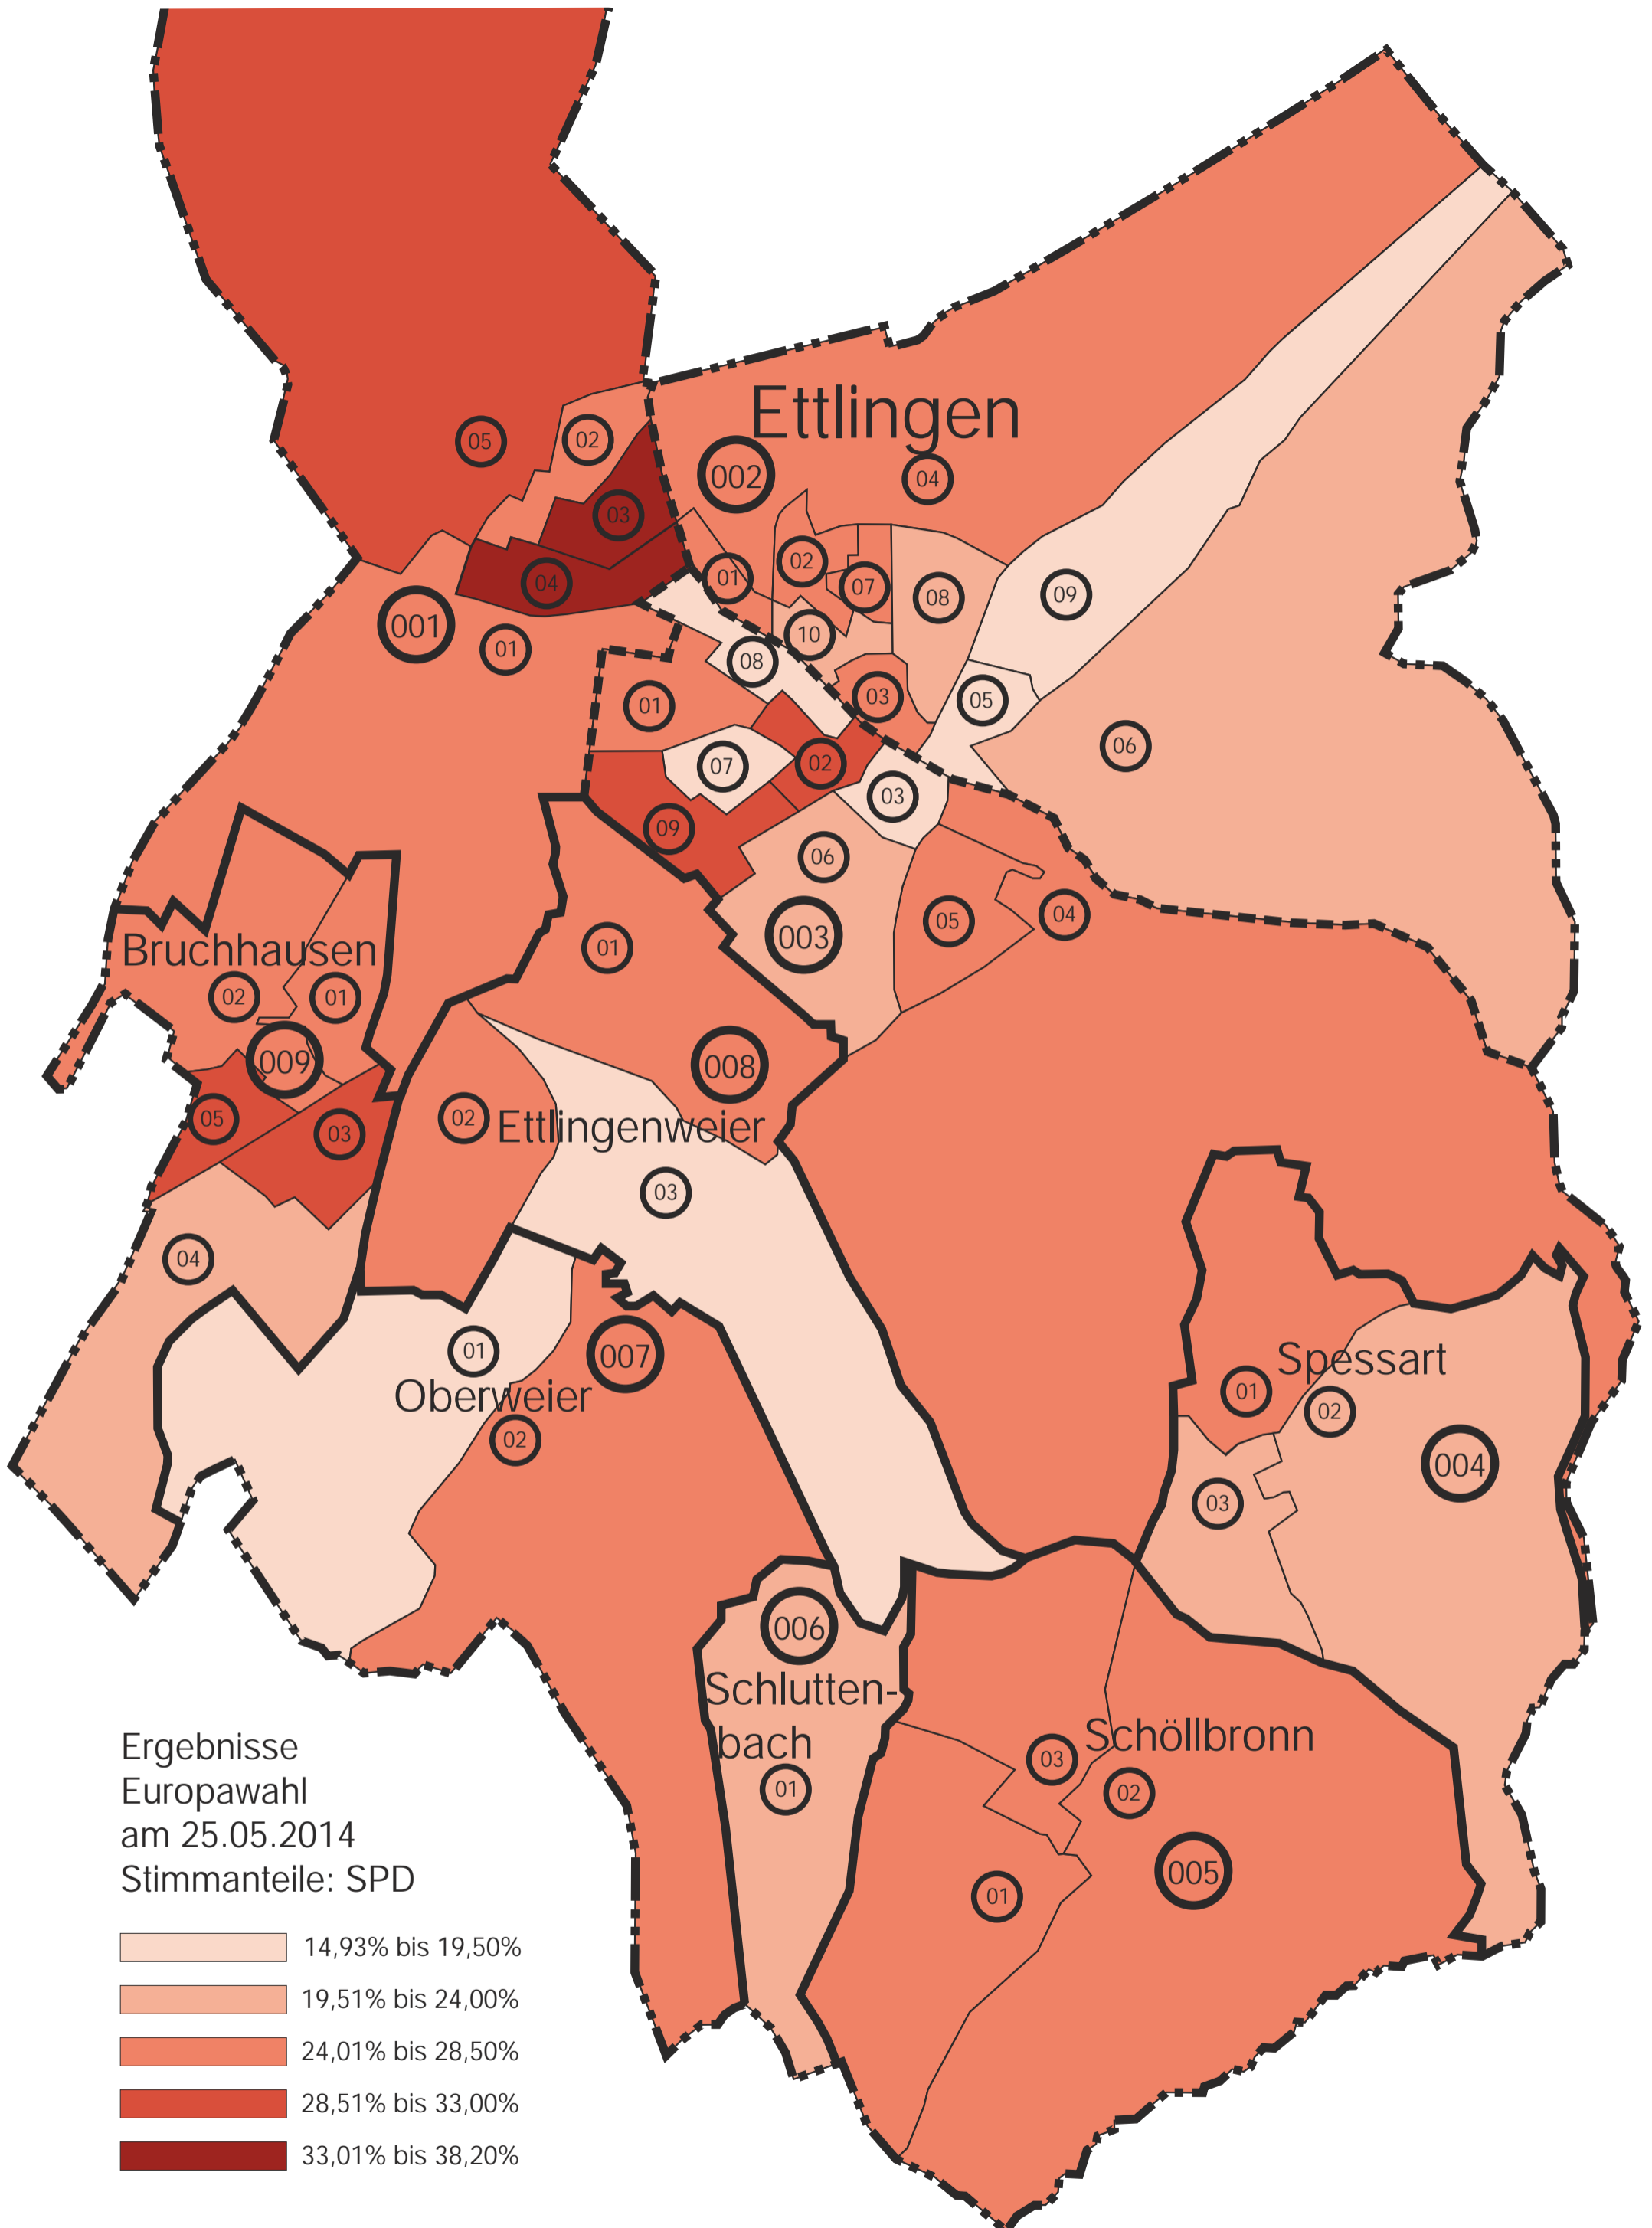 05
02
Ettlingen
002
04
03
02
01
07
04
08
09
001
10
01
08
03
05
01
06
07
02
03
09
06
05
04
003
01
Bruchhausen
02
01
009
008
02
Ettlingenweier
05
03
03
04
01
007
Spessart
01
02
Oberweier
02
004
03
006
Schlutten-
bach
01
Schöllbronn
03
02
005
01
Ergebnisse
Europawahl
am 25.05.2014
Stimmanteile: SPD
14,93% bis 19,50%
19,51% bis 24,00%
24,01% bis 28,50%
28,51% bis 33,00%
33,01% bis 38,20%